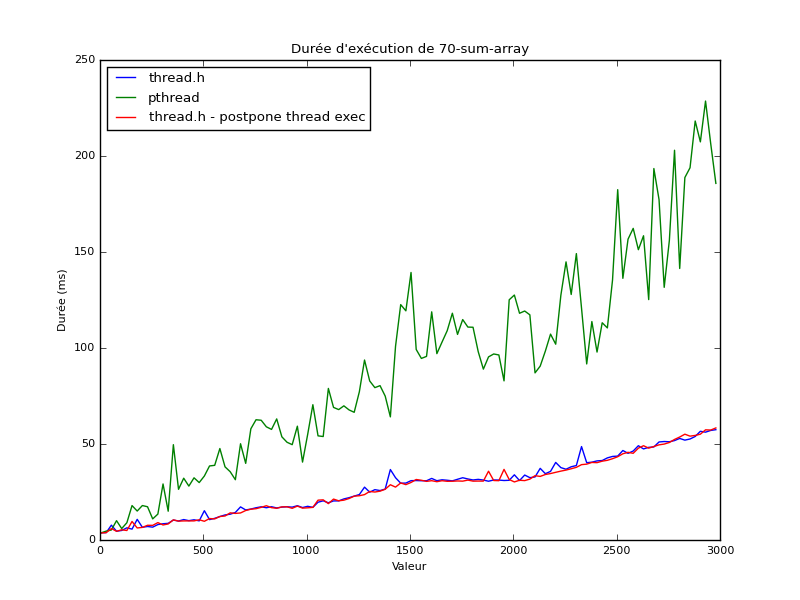 Durée d'exécution de 70-sum-array
thread.h
pthread
thread.h - postpone thread exec
250
200
150
100
50
0
Durée (ms)
0 500 1000 1500 2000 2500 3000
Valeur